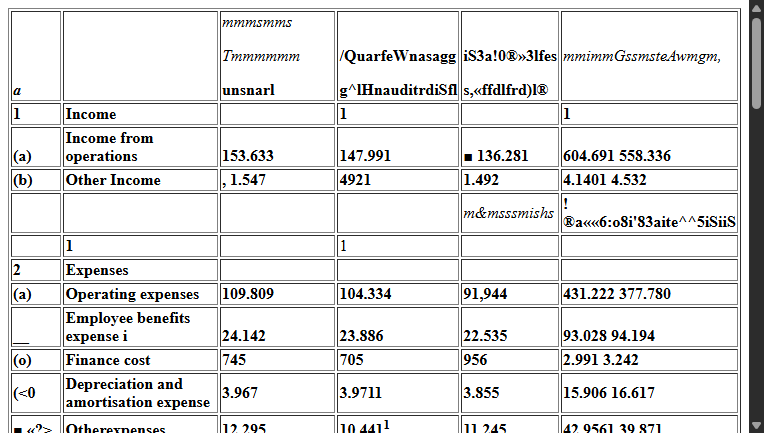 mmmsmms
Tmmmmmm /QuarfeWnasagg iS3a!0®»3lfes mmimmGssmsteAwmgm,
a unsnarl g^lHnauditrdiSfl s,«ffdlfrd)l®
1 Income 1 1
Income from
(a) operations 153.633 147.991 ■ 136.281 604.691 558.336
(b) Other Income , 1.547 4921 1.492 4.1401 4.532
!
m&msssmishs ®a««6:o8i'83aite^^5iSiiS
1 1
2 Expenses
(a) Operating expenses 109.809 104.334 91,944 431.222 377.780
Employee benefits
__ expense i 24.142 23.886 22.535 93.028 94.194
(o) Finance cost 745 705 956 2.991 3.242
Depreciation and
(<0 amortisation expense 3.967 3.9711 3.855 15.906 16.617
■ «?> Otherexpenses 12.295 10.4411 11.245 42.9561 39.871